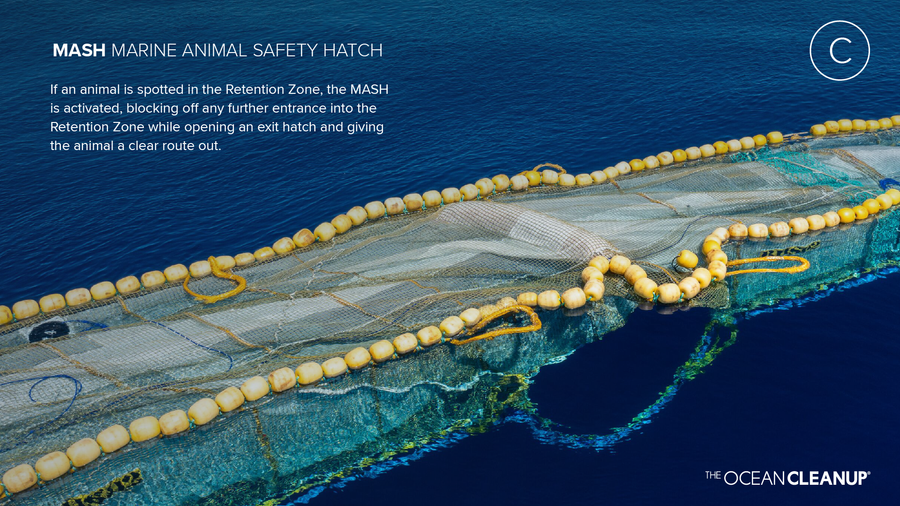 MASH MARINE ANIMAL SAFETY HATCH
C
If an animal is spotted in the Retention Zone, the MASH
is activated, blocking off any further entrance into the
Retention Zone while opening an exit hatch and giving
the animal a clear route out.
THE OCEAN CLEANUP®